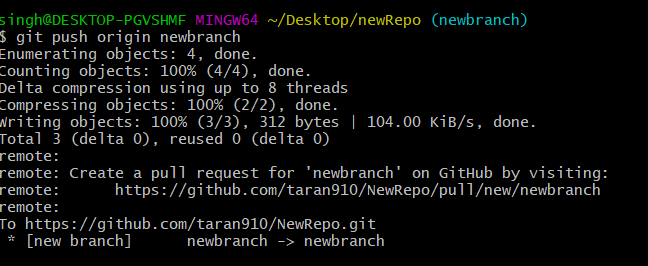 singh@DESKTOP-PGVSHMF MINGW64 ~/Desktop/newRepo (newbranch)
$ git push origin newbranch
Enumerating objects: 4, done.
Counting objects: 100% (4/4), done.
Delta compression using up to 8 threads
Compressing objects: 100% (2/2), done.
Writing objects: 100% (3/3), 312 bytes | 104.00 KiB/s, done.
Total 3 (delta 0), reused 0 (delta 0)
remote:
remote: Create a pull request for 'newbranch' on GitHub by visiting:
remote:      https://github.com/taran910/NewRepo/pull/new/newbranch
remote:
To https://github.com/taran910/NewRepo.git
 * [new branch]      newbranch -> newbranch